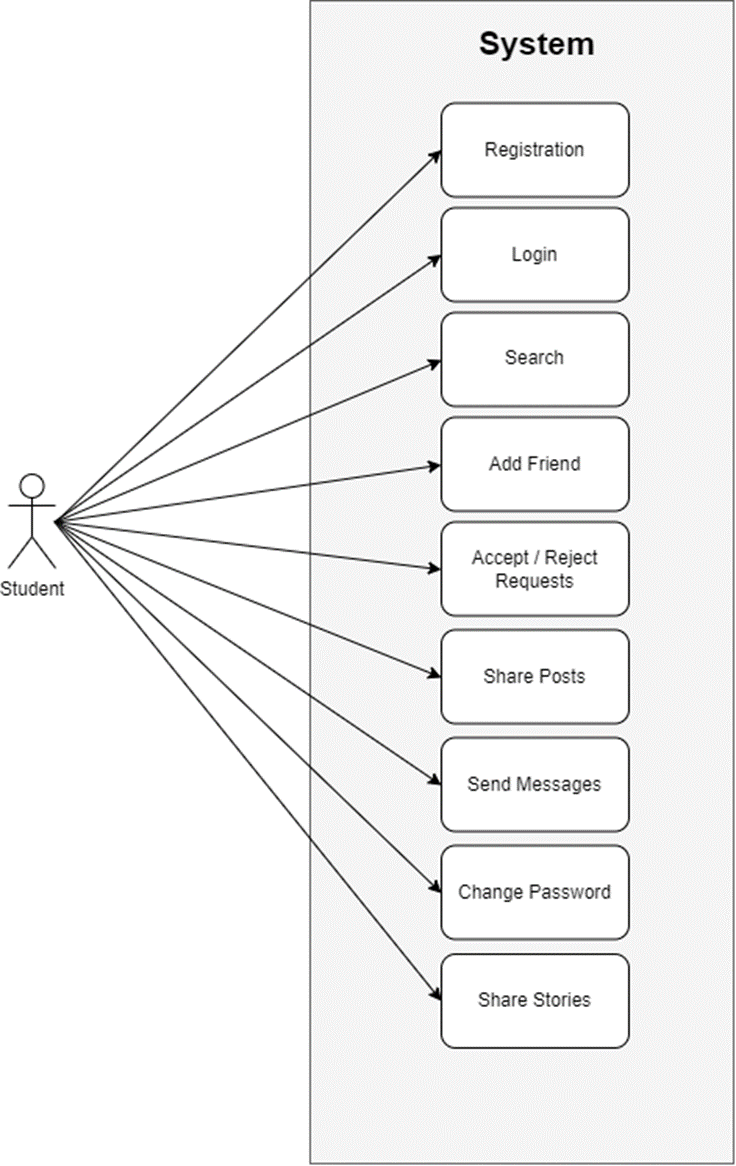 System
Registration
Login
Search
Add Friend
Accept / Reject
Requests
Student
Share Posts
Send Messages
Change Password
Share Stories